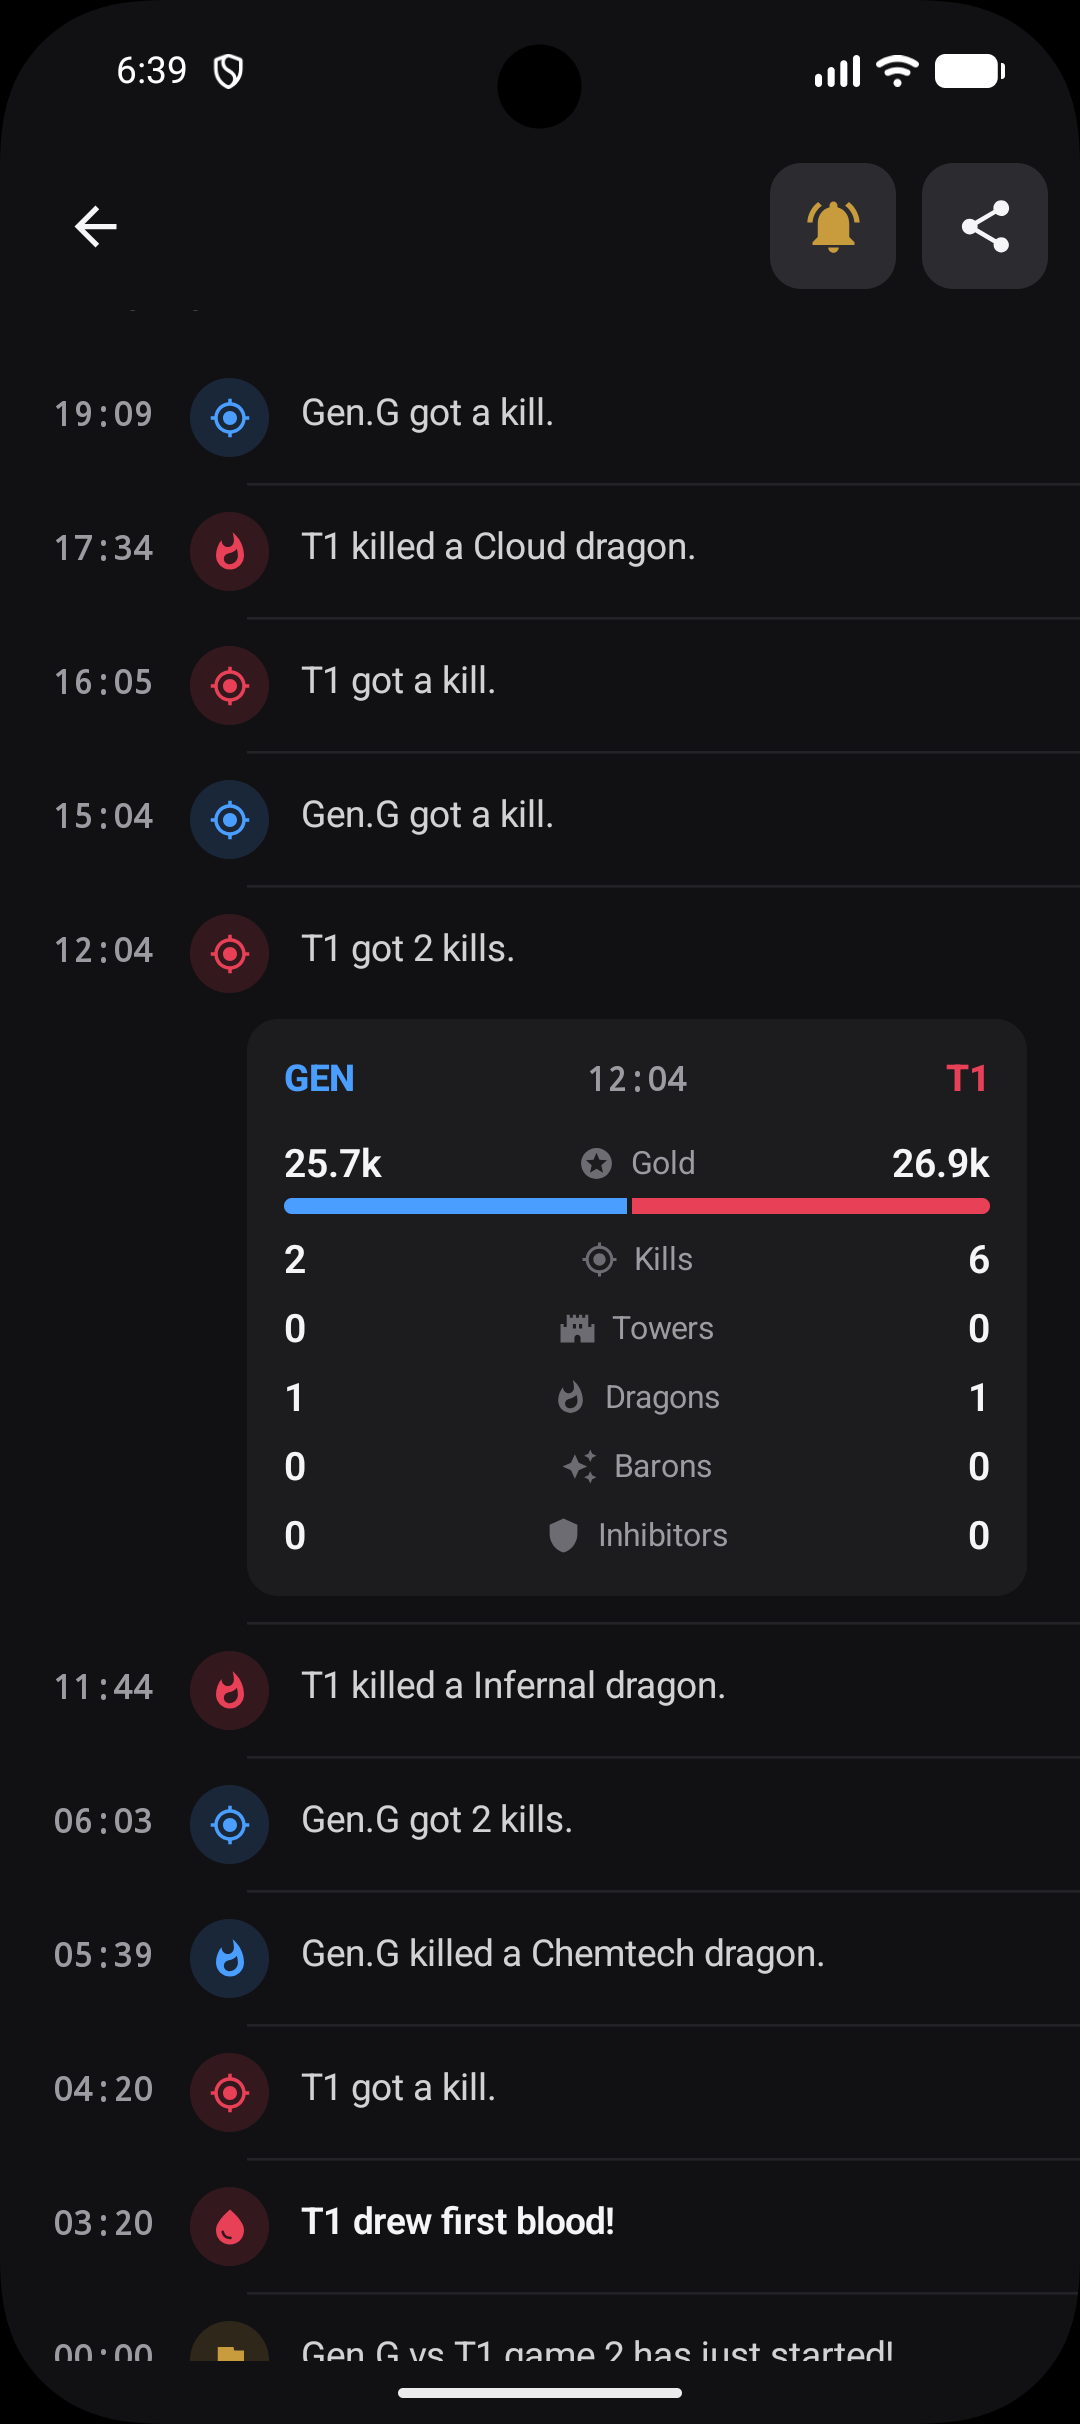 6:39
19:09 Gen.G got a kill.
17:34 T1 killed a Cloud dragon.
16:05 T1 got a kill.
15:04 Gen.G got a kill.
12:04 T1 got 2 kills.
GEN 12:04 T1
25.7k Gold 26.9k
2 Kills 6
0 Towers 0
1 Dragons 1
0 Barons 0
0 Inhibitors 0
11:44 T1 killed a Infernal dragon.
06:03 Gen.G got 2 kills.
05:39 Gen.G killed a Chemtech dragon.
04:20 T1 got a kill.
03:20 T1 drew first blood!
00:00 Gen.G vs T1 game 2 has just started!